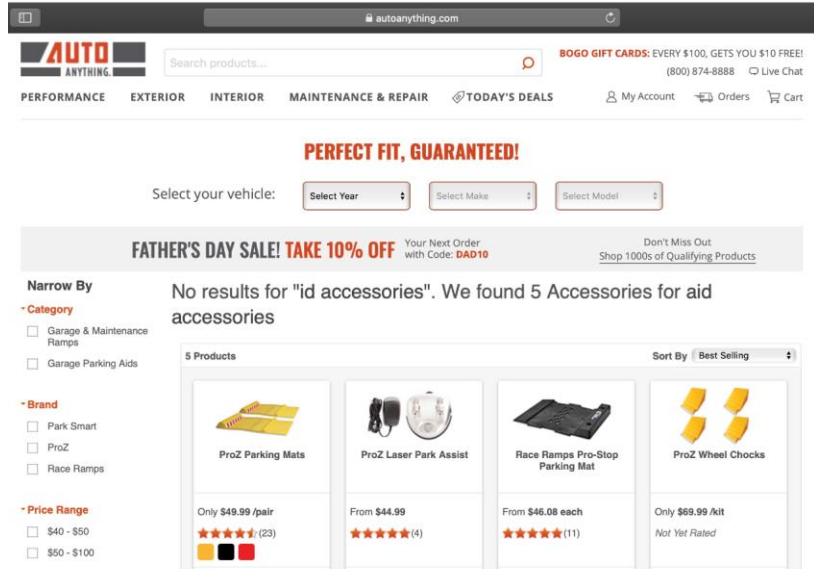 autoanything.com
AUTO
ANYTHING.
Search products...
BOGO GIFT CARDS: EVERY $100, GETS YOU $10 FREE!
(800) 874-8888 Live Chat
PERFORMANCE EXTERIOR INTERIOR MAINTENANCE & REPAIR TODAY'S DEALS
My Account Orders Cart
PERFECT FIT, GUARANTEED!
Select your vehicle: Select Year Select Make Select Model
FATHER'S DAY SALE! TAKE 10% OFF
Your Next Order
with Code: DAD10
Don't Miss Out
Shop 1000s of Qualifying Products
Narrow By
Category
Garage & Maintenance
Ramps
Garage Parking Aids
Brand
Park Smart
ProZ
Race Ramps
Price Range
$40 - $50
$50 - $100
No results for "id accessories". We found 5 Accessories for aid
accessories
5 Products
Sort By Best Selling
ProZ Parking Mats
Only $49.99 /pair
(23)
ProZ Laser Park Assist
From $44.99
(4)
Race Ramps Pro-Stop
Parking Mat
From $46.08 each
(11)
ProZ Wheel Chocks
Only $69.99 /kit
Not Yet Rated